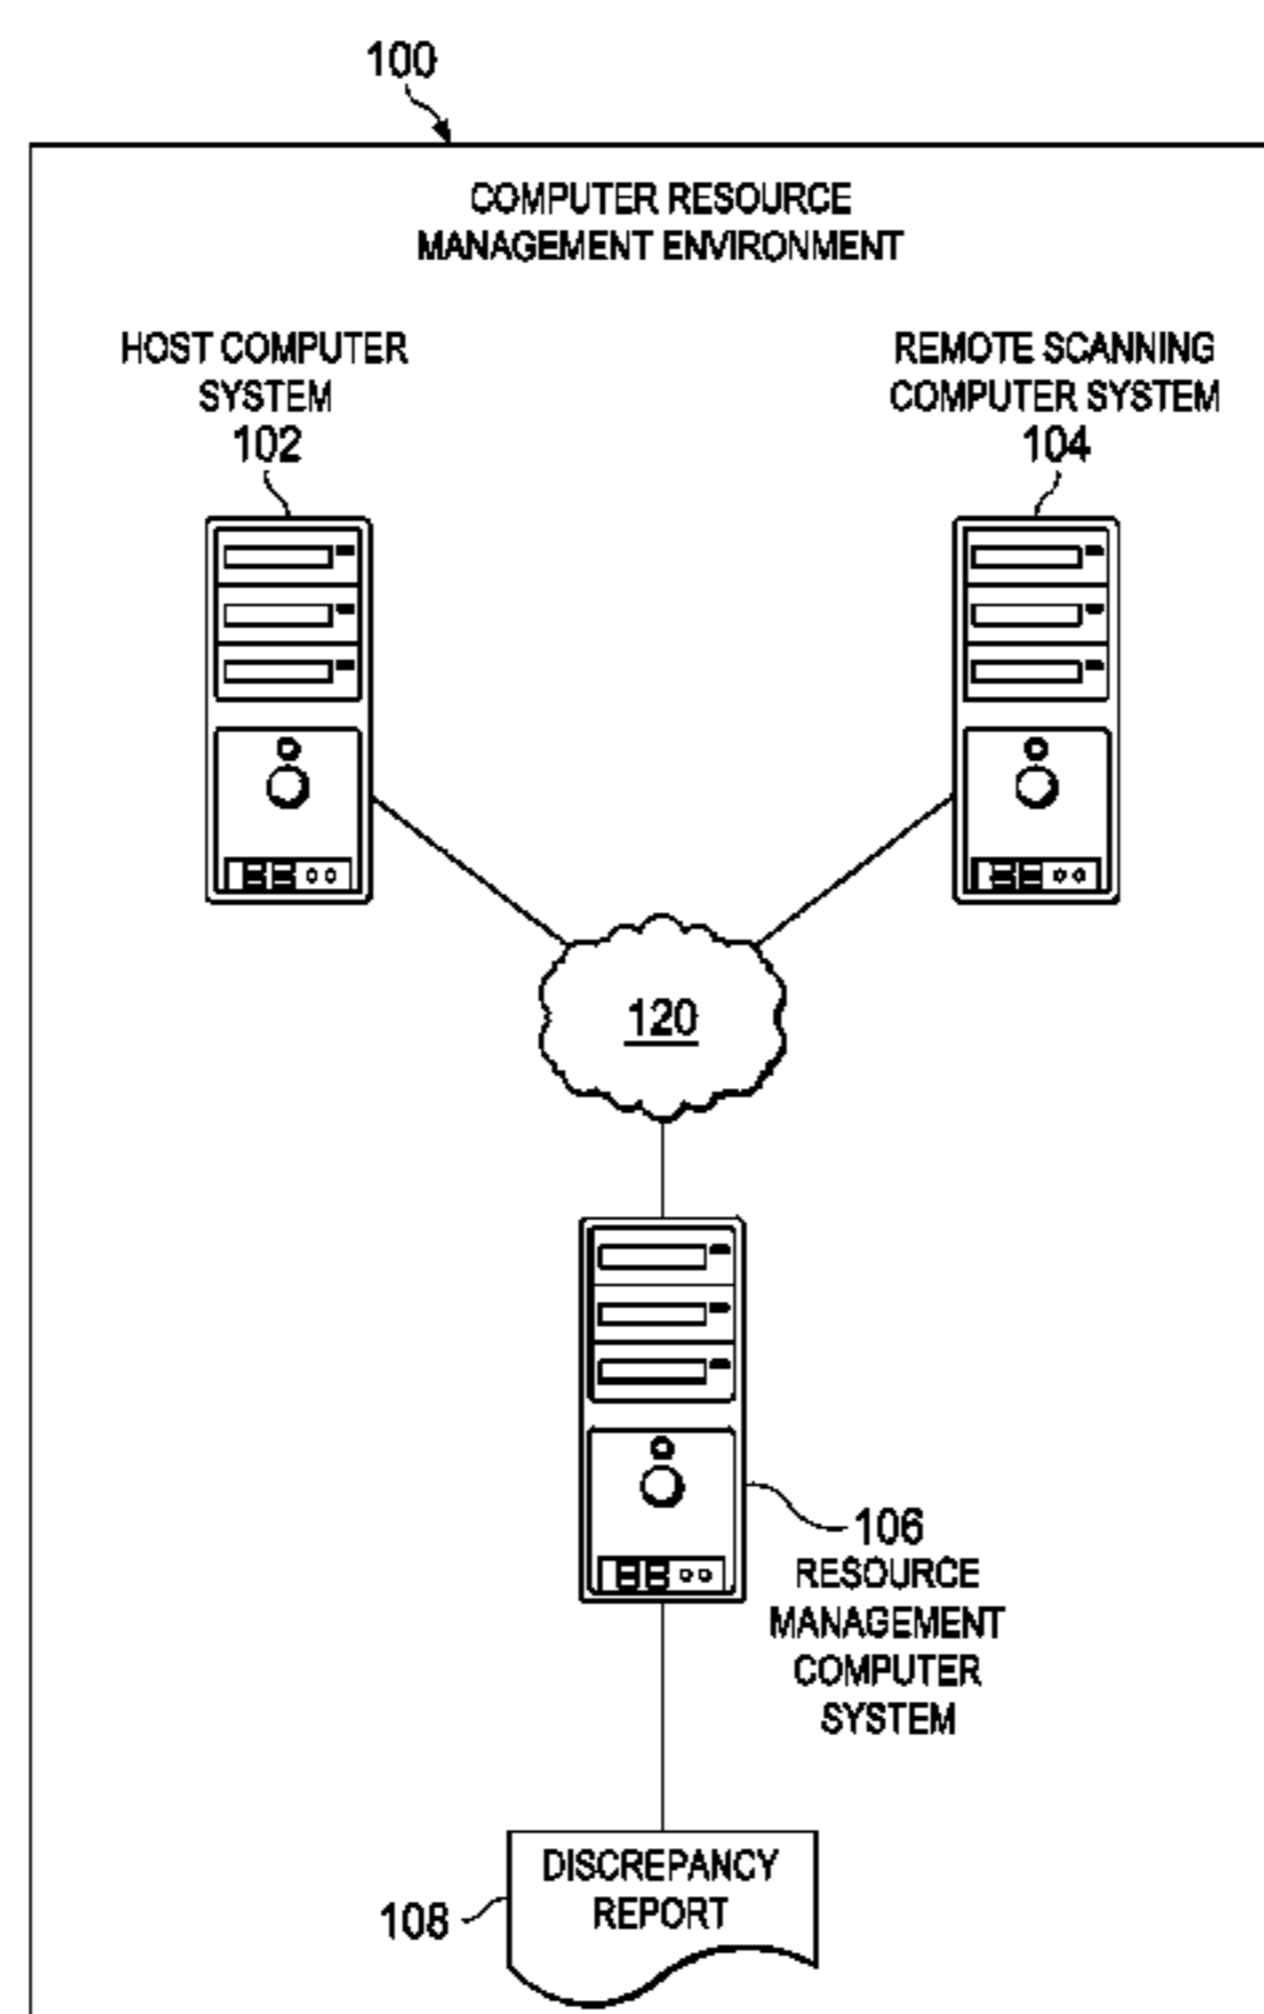 100
COMPUTER RESOURCE
MANAGEMENT ENVIRONMENT
HOST COMPUTER
SYSTEM
102
REMOTE SCANNING
COMPUTER SYSTEM
104
120
106
RESOURCE
MANAGEMENT
COMPUTER
SYSTEM
DISCREPANCY
REPORT
108